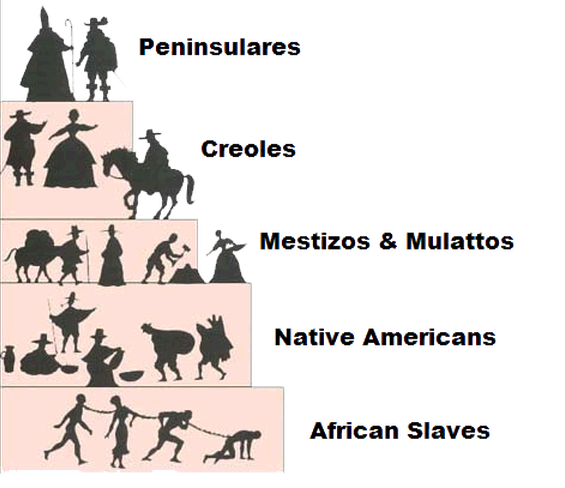 Peninsulares
Creoles
Mestizos & Mulattos
Native Americans
African Slaves